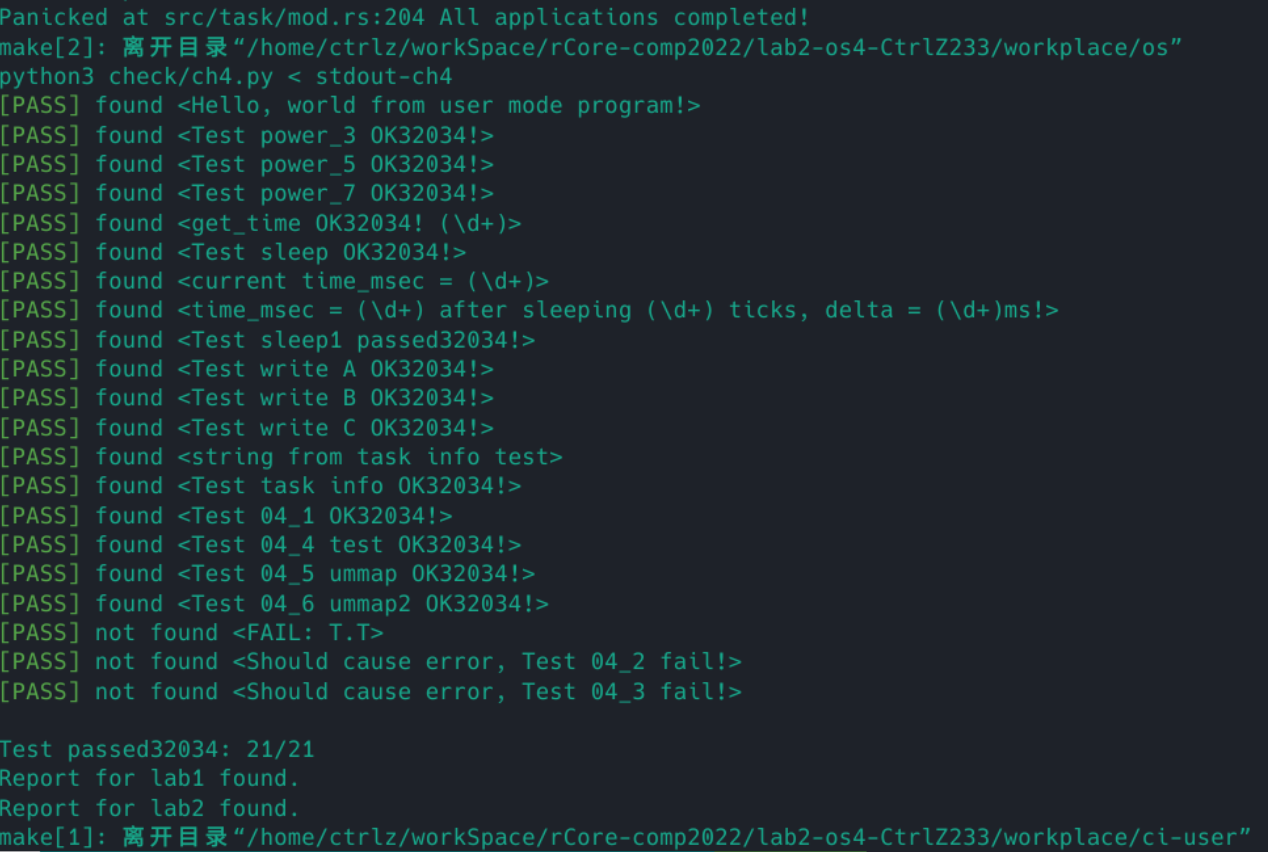 Panicked at src/task/mod.rs:204 All applications completed!
make[2]: 离开目录“/home/ctrlz/workSpace/rCore-comp2022/lab2-os4-CtrlZ233/workplace/os”
python3 check/ch4.py < stdout-ch4
[PASS] found <Hello, world from user mode program!>
[PASS] found <Test power_3 OK32034!>
[PASS] found <Test power_5 OK32034!>
[PASS] found <Test power_7 OK32034!>
[PASS] found <get_time OK32034! (\d+)>
[PASS] found <Test sleep OK32034!>
[PASS] found <current time_msec = (\d+)>
[PASS] found <time_msec = (\d+) after sleeping (\d+) ticks, delta = (\d+)ms!>
[PASS] found <Test sleep1 passed32034!>
[PASS] found <Test write A OK32034!>
[PASS] found <Test write B OK32034!>
[PASS] found <Test write C OK32034!>
[PASS] found <string from task info test>
[PASS] found <Test task info OK32034!>
[PASS] found <Test 04_1 OK32034!>
[PASS] found <Test 04_4 test OK32034!>
[PASS] found <Test 04_5 ummap OK32034!>
[PASS] found <Test 04_6 ummap2 OK32034!>
[PASS] not found <FAIL: T.T>
[PASS] not found <Should cause error, Test 04_2 fail!>
[PASS] not found <Should cause error, Test 04_3 fail!>
Test passed32034: 21/21
Report for lab1 found.
Report for lab2 found.
make[1]: 离开目录“/home/ctrlz/workSpace/rCore-comp2022/lab2-os4-CtrlZ233/workplace/ci-user”